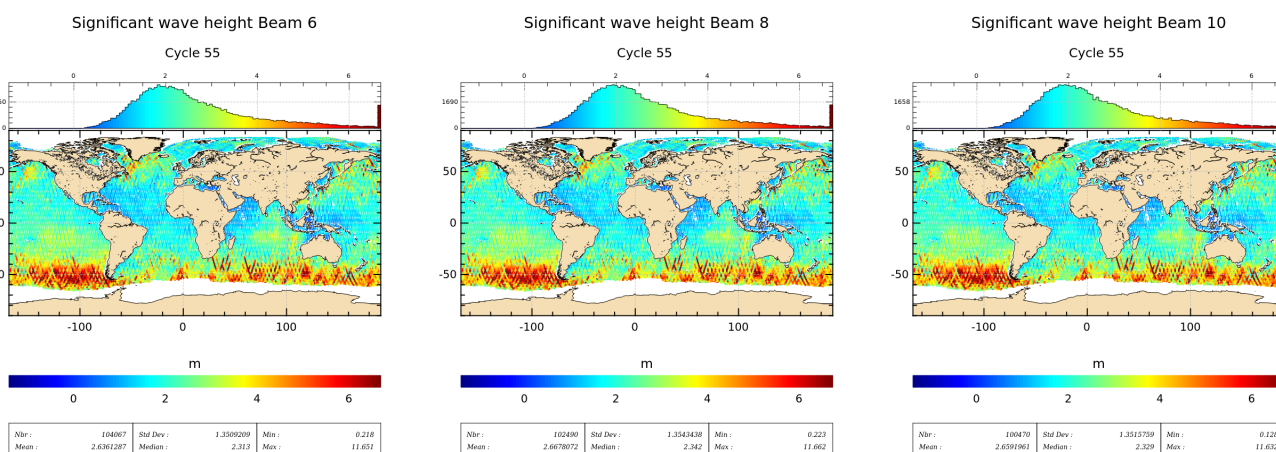 Significant wave height Beam 6
Cycle 55
0 2 4 6
50
0
50
0
-50
-100 0 100
m
0 2 4 6
Nbr : 104067 Std Dev : 1.3509209 Min : 0.218
Mean : 2.6361287 Median : 2.313 Max : 11.651
Significant wave height Beam 8
Cycle 55
0 2 4 6
1690
0
50
0
-50
-100 0 100
m
0 2 4 6
Nbr : 102490 Std Dev : 1.3543438 Min : 0.223
Mean : 2.6678072 Median : 2.342 Max : 11.662
Significant wave height Beam 10
Cycle 55
0 2 4 6
1658
0
50
0
-50
-100 0 100
m
0 2 4 6
Nbr : 100470 Std Dev : 1.3515759 Min :
Mean : 2.6591961 Median : 2.329 Max : 11.632